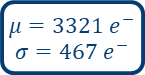 μ = 3321 e⁻
σ = 467 e⁻